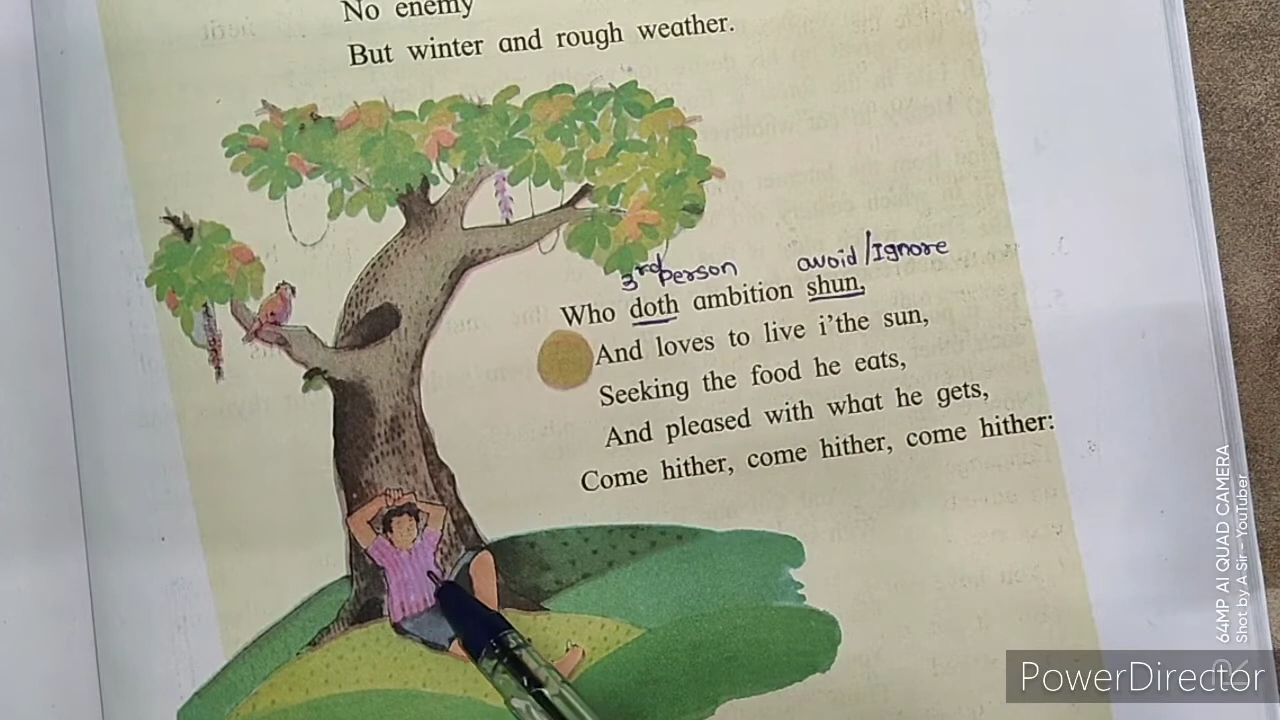 No enemy
But winter and rough weather.
3rd person avoid/Ignore
Who doth ambition shun,
And loves to live i'the sun,
Seeking the food he eats,
And pleased with what he gets,
Come hither, come hither, come hither:
64MP AI QUAD CAMERA
Shot by A Sir - YouTuber
PowerDirector